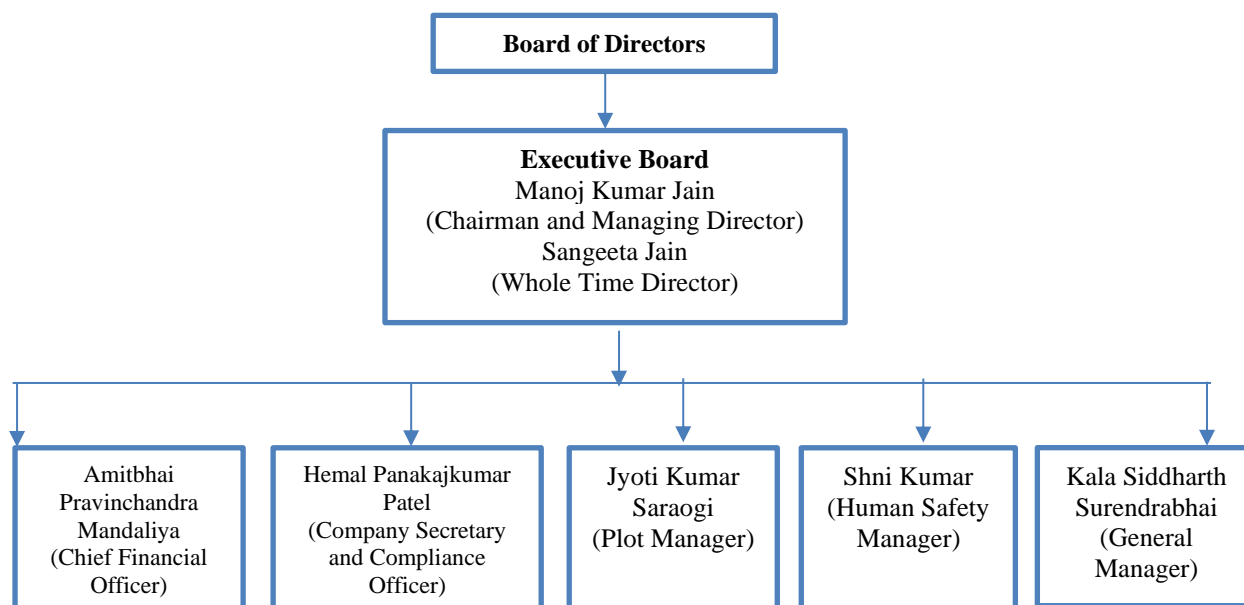 Board of Directors
Executive Board
Manoj Kumar Jain
(Chairman and Managing Director)
Sangeeta Jain
(Whole Time Director)
Amitbhai
Pravinchandra
Mandaliya
(Chief Financial
Officer)
Hemal Panakajkumar
Patel
(Company Secretary
and Compliance
Officer)
Jyoti Kumar
Saraogi
(Plot Manager)
Shni Kumar
(Human Safety
Manager)
Kala Siddharth
Surendrabhai
(General
Manager)